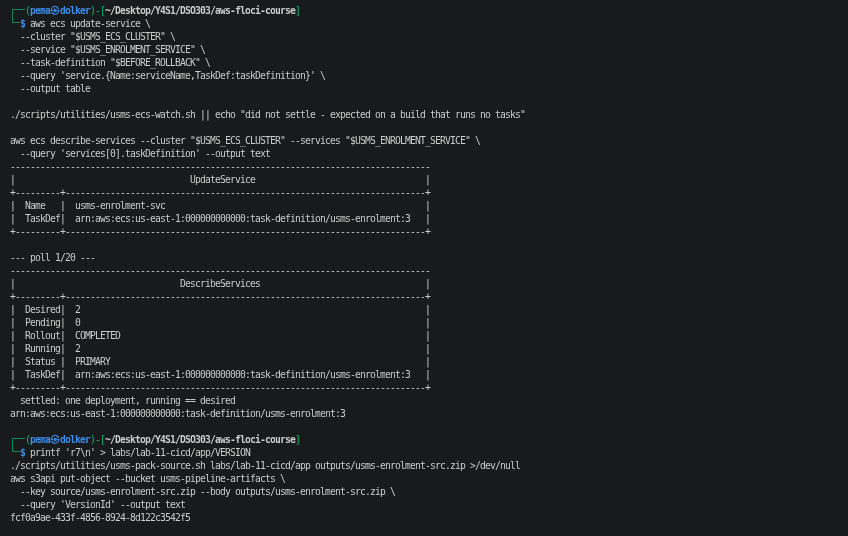 ┌──(pema㉿dolker)-[~/Desktop/Y4S1/DSO303/aws-floci-course]
└─$ aws ecs update-service \
  --cluster "$USMS_ECS_CLUSTER" \
  --service "$USMS_ENROLMENT_SERVICE" \
  --task-definition "$BEFORE_ROLLBACK" \
  --query 'service.{Name:serviceName,TaskDef:taskDefinition}' \
  --output table

./scripts/utilities/usms-ecs-watch.sh || echo "did not settle - expected on a build that runs no tasks"

aws ecs describe-services --cluster "$USMS_ECS_CLUSTER" --services "$USMS_ENROLMENT_SERVICE" \
  --query 'services[0].taskDefinition' --output text
------------------------------------------------------------------------------------
|                                   UpdateService                                  |
+---------+------------------------------------------------------------------------+
|  Name   |  usms-enrolment-svc                                                    |
|  TaskDef|  arn:aws:ecs:us-east-1:000000000000:task-definition/usms-enrolment:3   |
+---------+------------------------------------------------------------------------+

--- poll 1/20 ---
------------------------------------------------------------------------------------
|                                 DescribeServices                                 |
+---------+------------------------------------------------------------------------+
|  Desired|  2                                                                     |
|  Pending|  0                                                                     |
|  Rollout|  COMPLETED                                                             |
|  Running|  2                                                                     |
|  Status |  PRIMARY                                                               |
|  TaskDef|  arn:aws:ecs:us-east-1:000000000000:task-definition/usms-enrolment:3   |
+---------+------------------------------------------------------------------------+
  settled: one deployment, running == desired
arn:aws:ecs:us-east-1:000000000000:task-definition/usms-enrolment:3

┌──(pema㉿dolker)-[~/Desktop/Y4S1/DSO303/aws-floci-course]
└─$ printf 'r7\n' > labs/lab-11-cicd/app/VERSION
./scripts/utilities/usms-pack-source.sh labs/lab-11-cicd/app outputs/usms-enrolment-src.zip >/dev/null
aws s3api put-object --bucket usms-pipeline-artifacts \
  --key source/usms-enrolment-src.zip --body outputs/usms-enrolment-src.zip \
  --query 'VersionId' --output text
fcf0a9ae-433f-4856-8924-8d122c3542f5